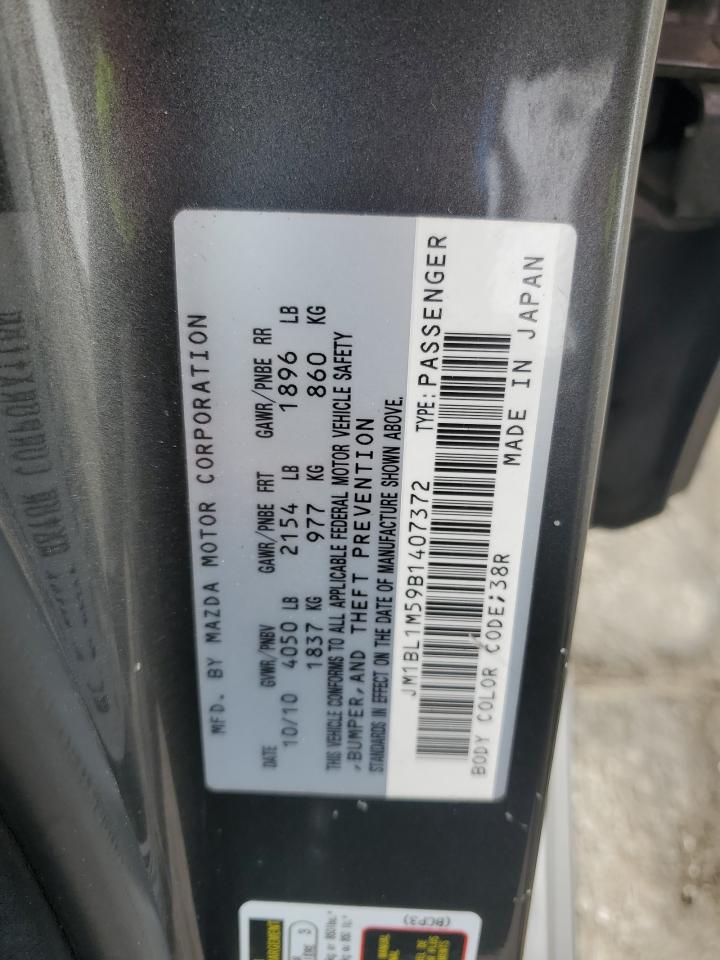 MFD. BY MAZDA MOTOR CORPORATION
DATE GVWR/PNBV GAWR/PNBE FRT GAWR/PNBE RR
10/10 4050 LB 2154 LB 1896 LB
1837 KG 977 KG 860 KG
THIS VEHICLE CONFORMS TO ALL APPLICABLE FEDERAL MOTOR VEHICLE SAFETY
,BUMPER,AND THEFT PREVENTION
STANDARDS IN EFFECT ON THE DATE OF MANUFACTURE SHOWN ABOVE.
JM1BL1M59B1407372 TYPE:PASSENGER
BODY COLOR CODE;38R MADE IN JAPAN
(BCP3)
MANUAL